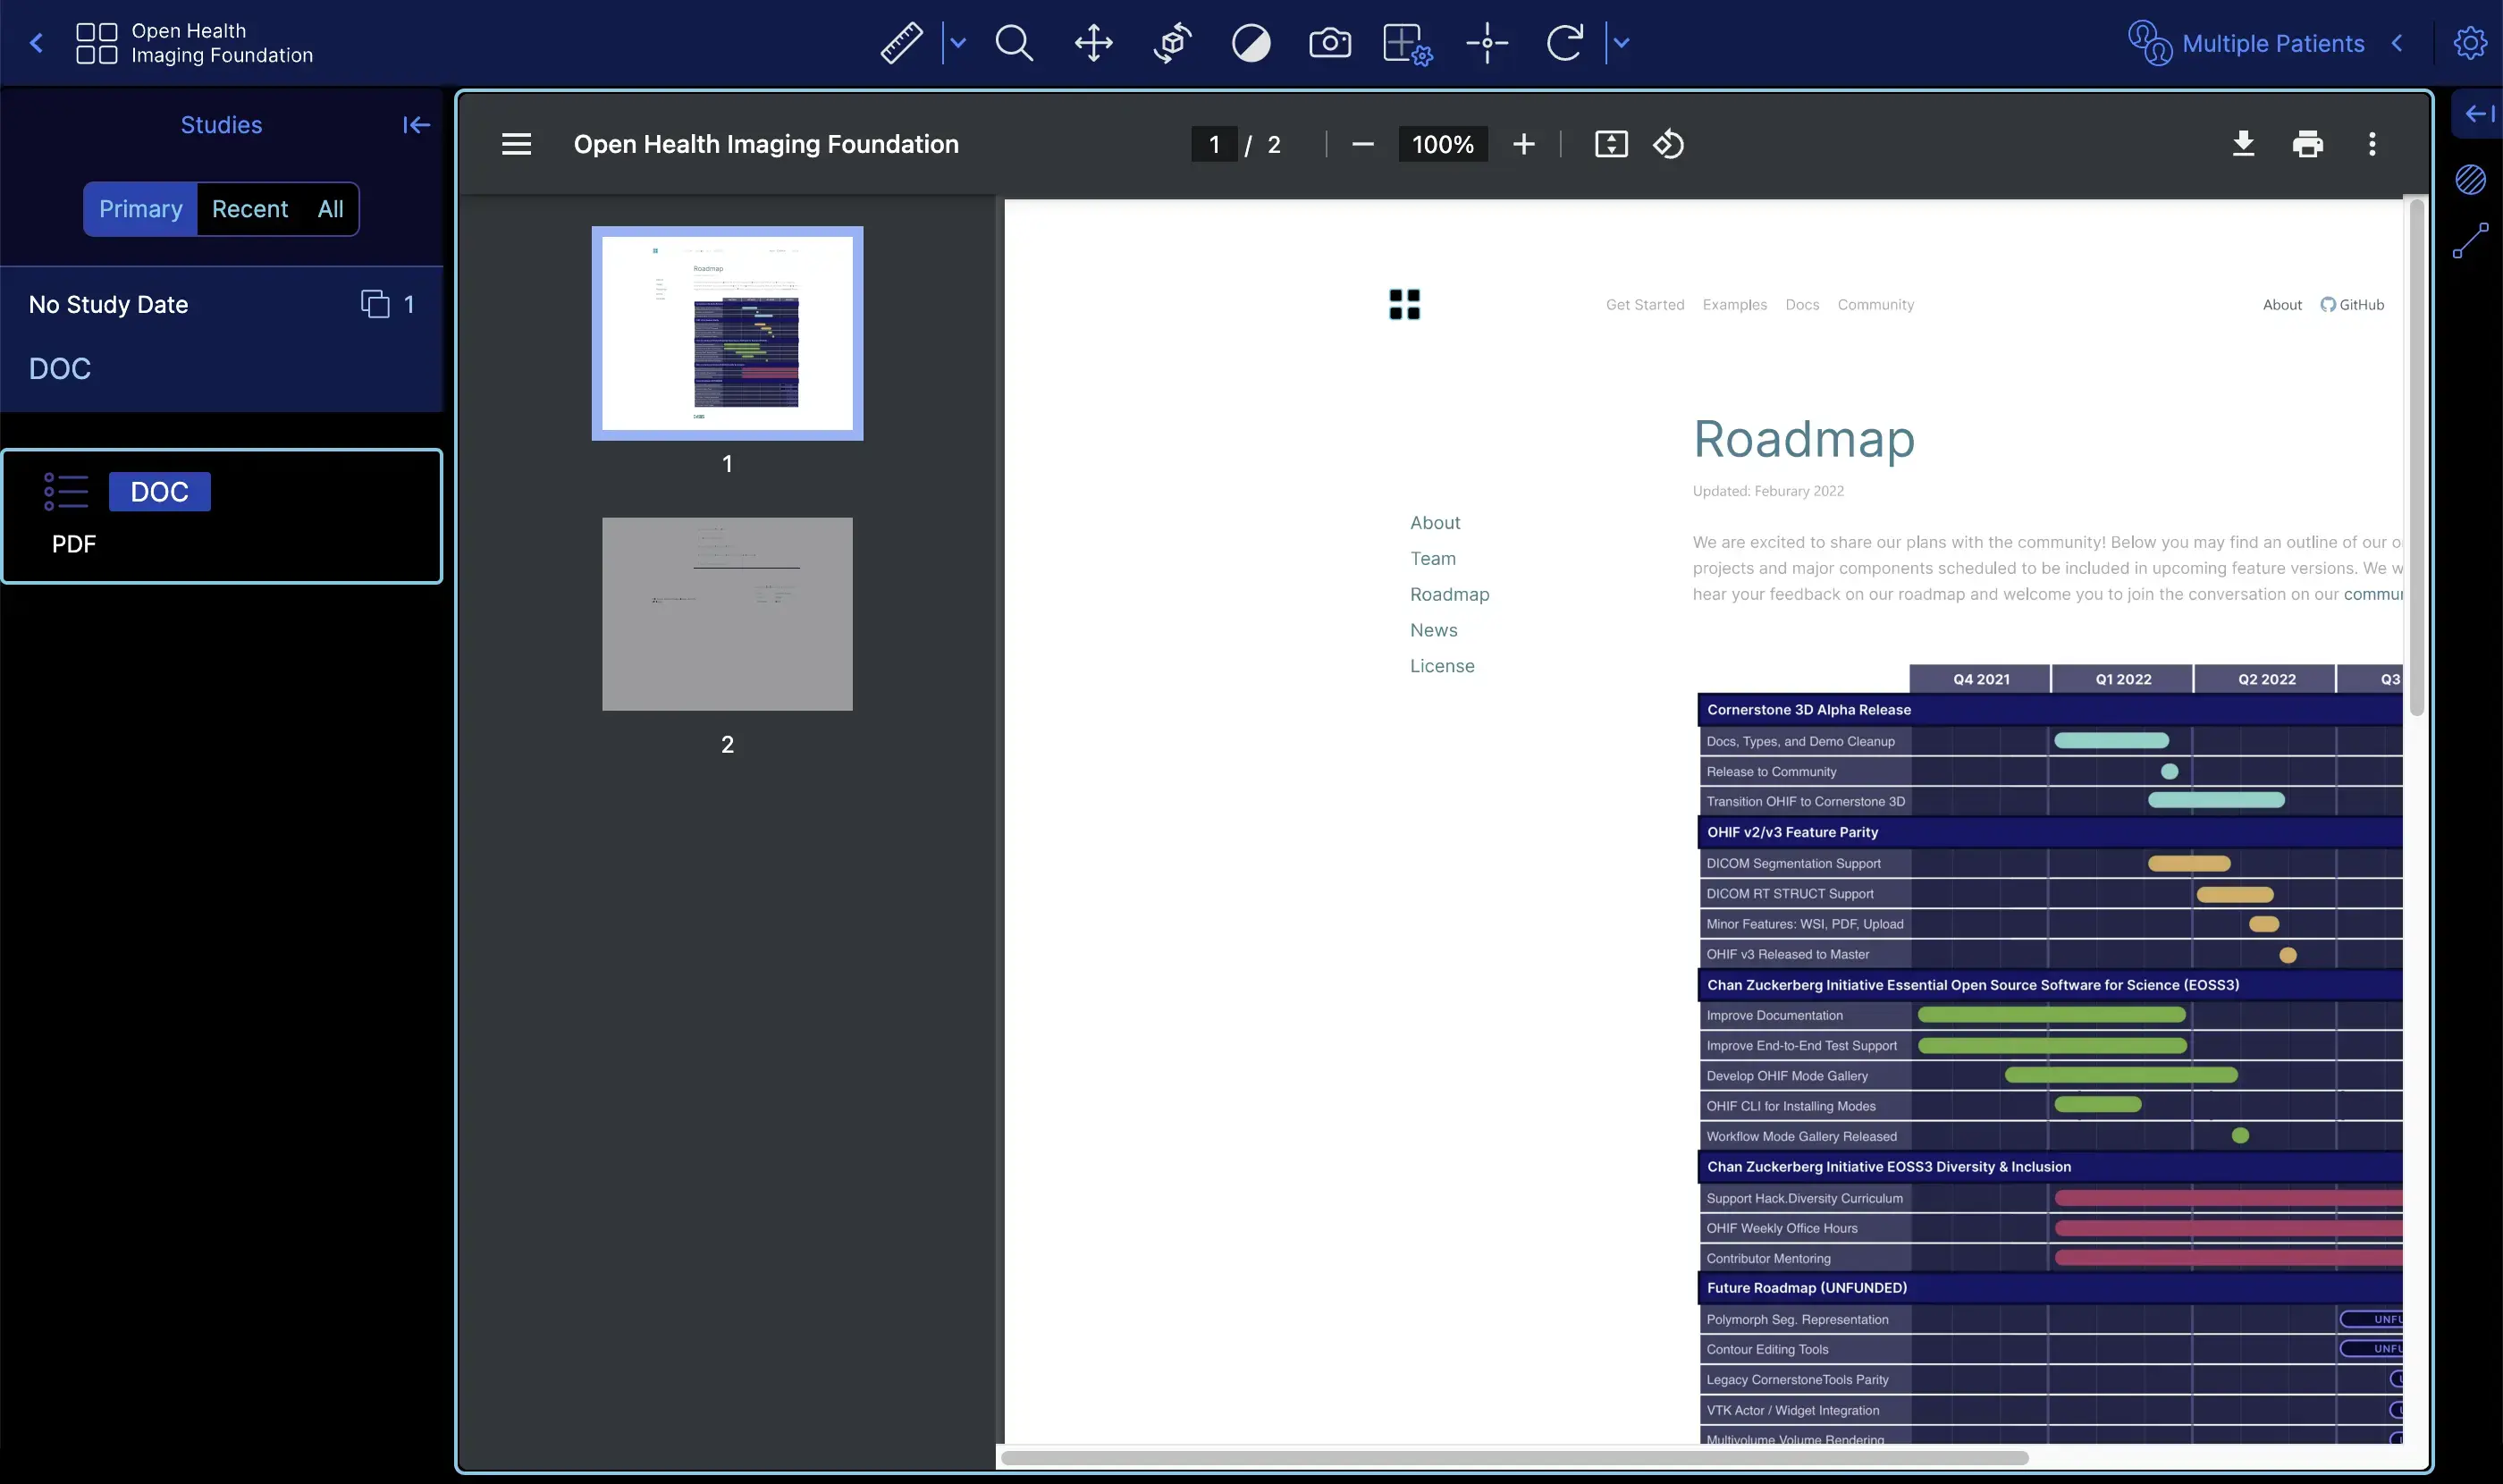 Open Health
Imaging Foundation
Multiple Patients
Studies
Primary Recent All
No Study Date 1
DOC
DOC
PDF
Open Health Imaging Foundation
1 / 2
100%
Roadmap
1
2
Get Started Examples Docs Community About GitHub
Roadmap
Updated: Feburary 2022
About
Team
Roadmap
News
License
We are excited to share our plans with the community! Below you may find an outline of our
projects and major components scheduled to be included in upcoming feature versions. We
hear your feedback on our roadmap and welcome you to join the conversation on our
Q4 2021 Q1 2022 Q2 2022 Q3
Cornerstone 3D Alpha Release
Docs, Types, and Demo Cleanup
Release to Community
Transition OHIF to Cornerstone 3D
OHIF v2/v3 Feature Parity
DICOM Segmentation Support
DICOM RT STRUCT Support
Minor Features: WSI, PDF, Upload
OHIF v3 Released to Master
Chan Zuckerberg Initiative Essential Open Source Software for Science (EOSS3)
Improve Documentation
Improve End-to-End Test Support
Develop OHIF Mode Gallery
OHIF CLI for Installing Modes
Workflow Mode Gallery Released
Chan Zuckerberg Initiative EOSS3 Diversity & Inclusion
Support Hack.Diversity Curriculum
OHIF Weekly Office Hours
Contributor Mentoring
Future Roadmap (UNFUNDED)
Polymorph Seg. Representation
Contour Editing Tools
Legacy CornerstoneTools Parity
VTK Actor / Widget Integration
Multivolume Volume Rendering